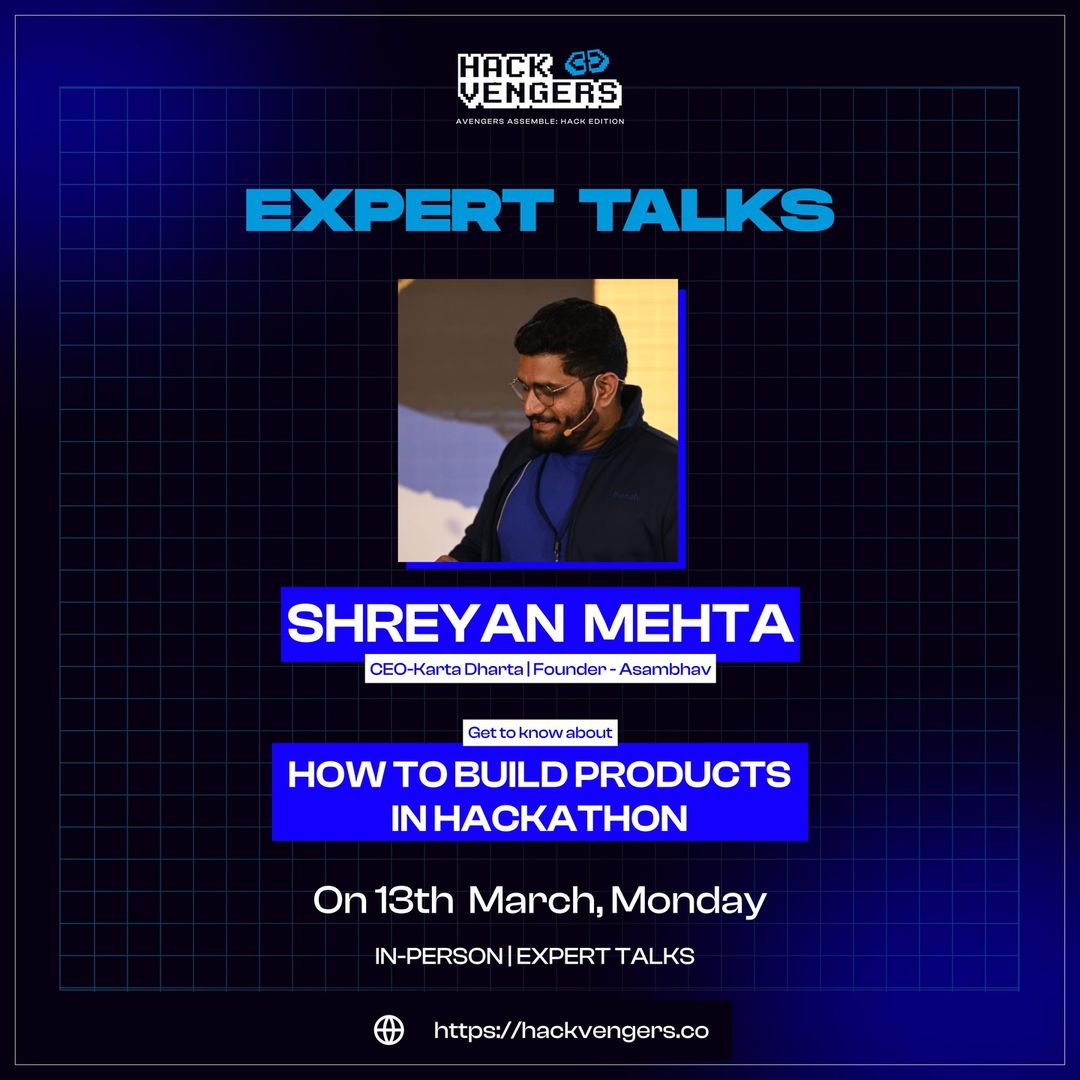 HACK
VENGERS
AVENGERS ASSEMBLE: HACK EDITION
EXPERT TALKS
SHREYAN MEHTA
CEO-Karta Dharta | Founder - Asambhav
Get to know about
HOW TO BUILD PRODUCTS
IN HACKATHON
On 13th March, Monday
IN-PERSON | EXPERT TALKS
https://hackvengers.co